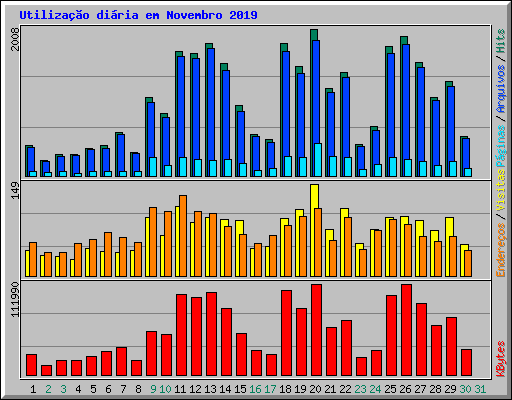 Utilização diária em Novembro 2019
2008
149
111990
Endereços / Visitas Páginas / Arquivos / Hits
KBytes
1 2 3 4 5 6 7 8 9 10 11 12 13 14 15 16 17 18 19 20 21 22 23 24 25 26 27 28 29 30 31